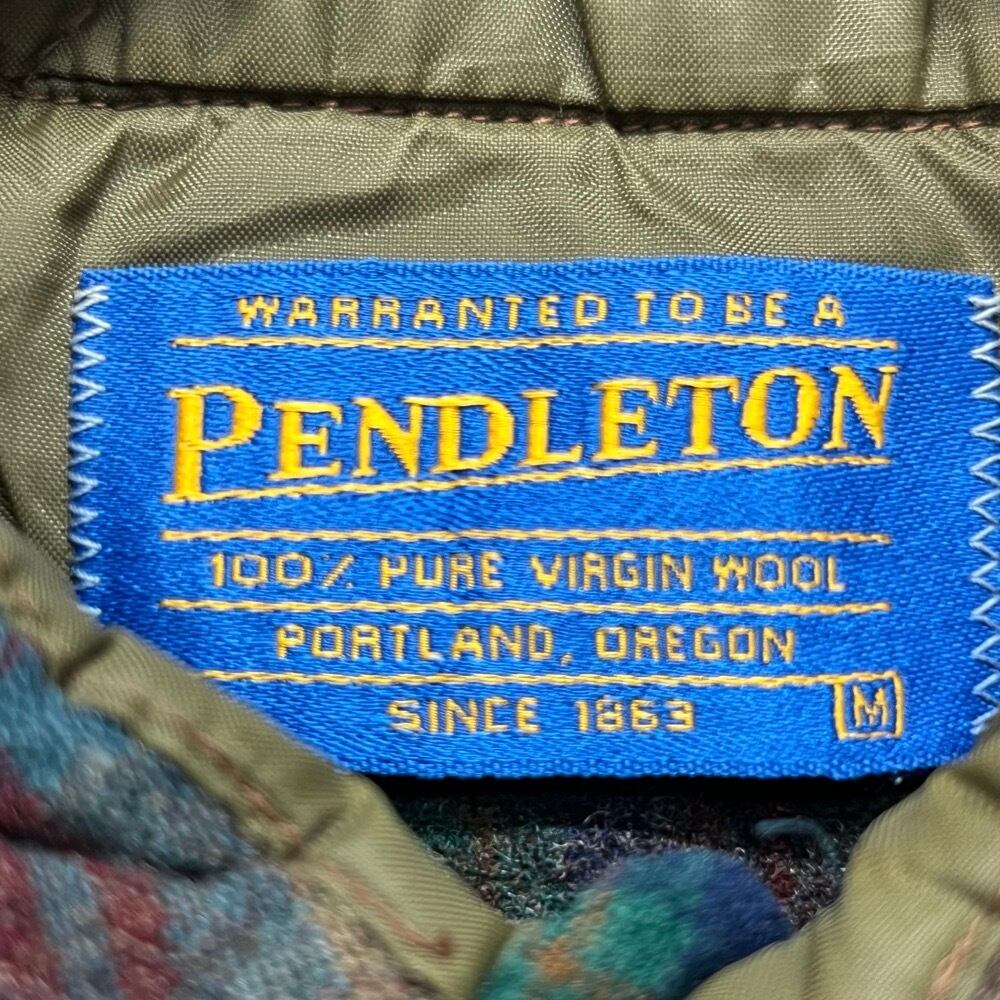 WARRANTED TO BE A
PENDLETON
100% PURE VIRGIN WOOL
PORTLAND, OREGON
SINCE 1863 M